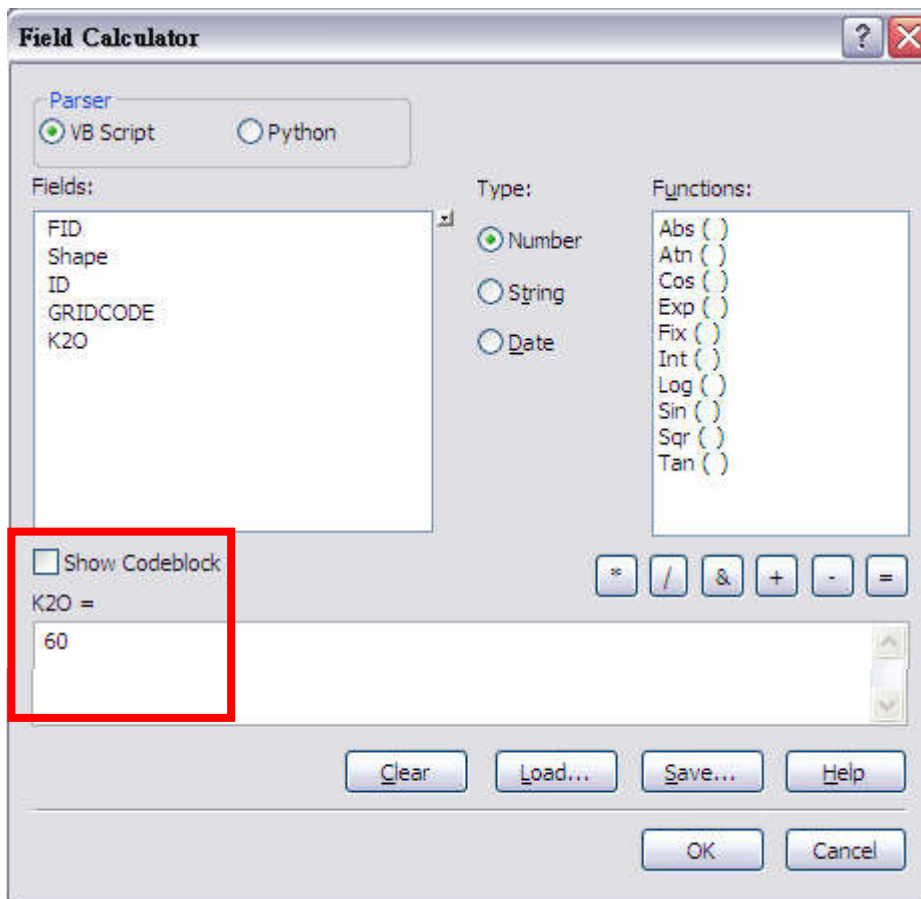 Field Calculator
Parser
VB Script
Python
Fields:
FID
Shape
ID
GRIDCODE
K2O
Type:
Number
String
Date
Functions:
Abs ( )
Atn ( )
Cos ( )
Exp ( )
Fix ( )
Int ( )
Log ( )
Sin ( )
Sqr ( )
Tan ( )
Show Codeblock
* / & + - =
K2O =
60
Clear
Load...
Save...
Help
OK
Cancel